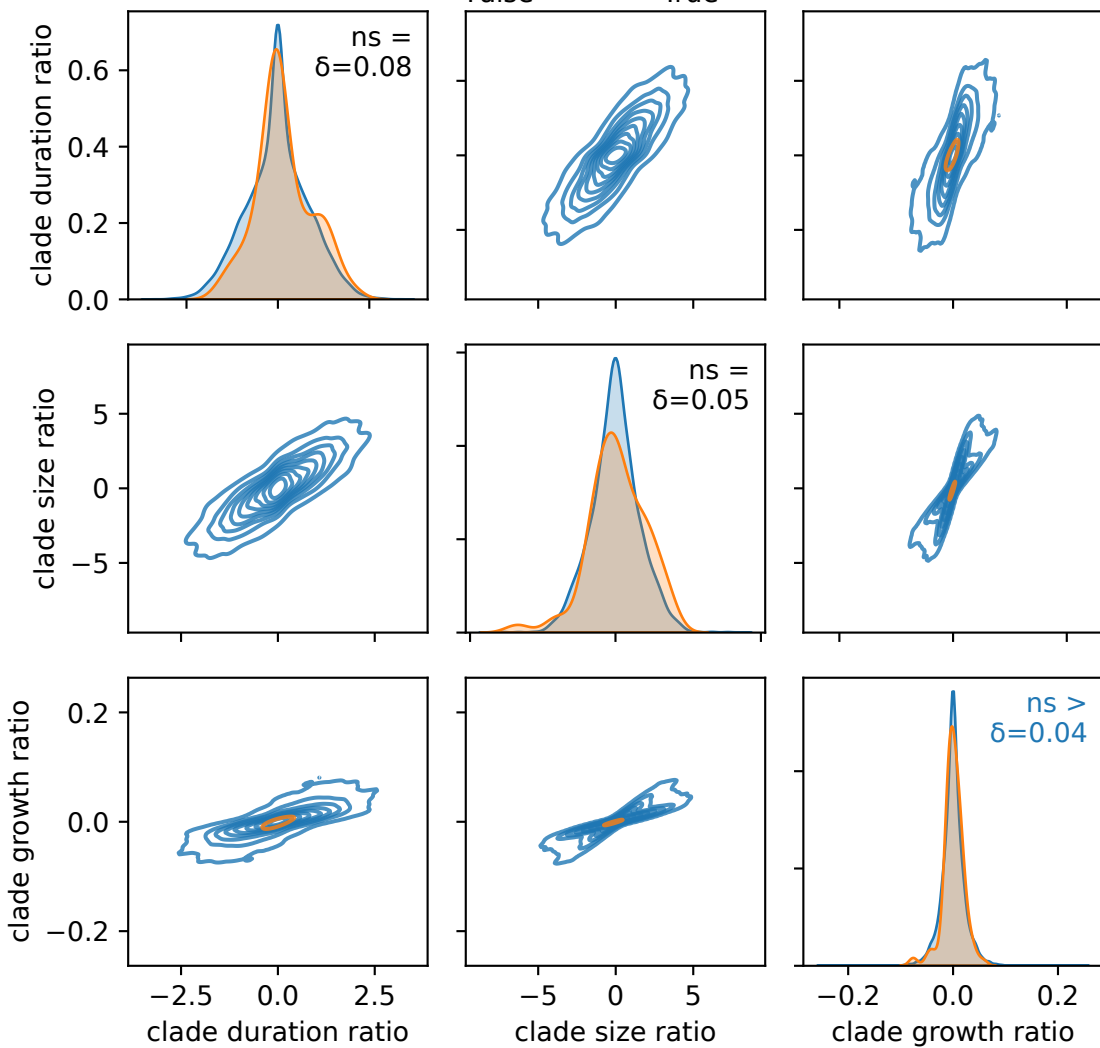 clade duration ratio
0.6
0.4
0.2
0.0
ns =
δ=0.08
clade size ratio
5
0
−5
ns =
δ=0.05
clade growth ratio
0.2
0.0
−0.2
ns >
δ=0.04
−2.5 0.0 2.5
−5 0 5
−0.2 0.0 0.2
clade duration ratio
clade size ratio
clade growth ratio